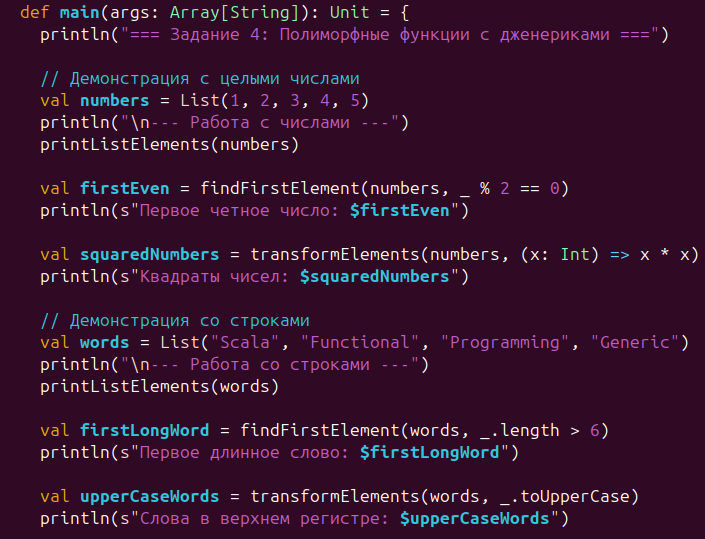 def main(args: Array[String]): Unit = {
println("=== Задание 4: Полиморфные функции с дженериками ===")
// Демонстрация с целыми числами
val numbers = List(1, 2, 3, 4, 5)
println("\n--- Работа с числами ---")
printListElements(numbers)
val firstEven = findFirstElement(numbers, _ % 2 == 0)
println(s"Первое четное число: $firstEven")
val squaredNumbers = transformElements(numbers, (x: Int) => x * x)
println(s"Квадраты чисел: $squaredNumbers")
// Демонстрация со строками
val words = List("Scala", "Functional", "Programming", "Generic")
println("\n--- Работа со строками ---")
printListElements(words)
val firstLongWord = findFirstElement(words, _.length > 6)
println(s"Первое длинное слово: $firstLongWord")
val upperCaseWords = transformElements(words, _.toUpperCase)
println(s"Слова в верхнем регистре: $upperCaseWords")